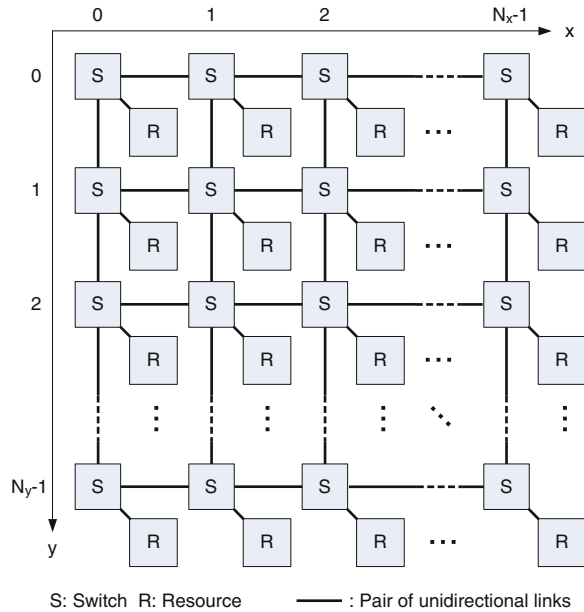 0 1 2 Nx-1
x
0 S S S S
R R R ... R
1 S S S S
R R R ... R
2 S S S S
R R R ... R
Ny-1 S S S S
R R R ... R
y
S: Switch R: Resource : Pair of unidirectional links